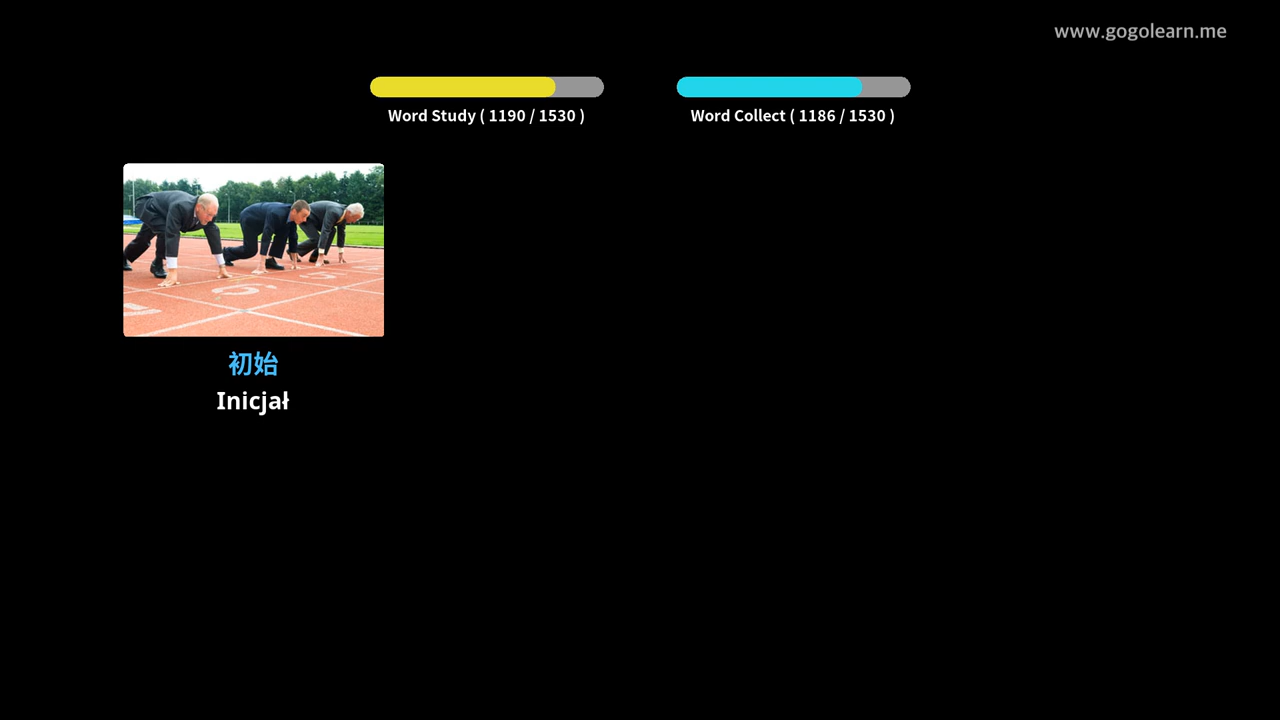 www.gogolearn.me
Word Study ( 1190 / 1530 )
Word Collect ( 1186 / 1530 )
初始
Inicjał